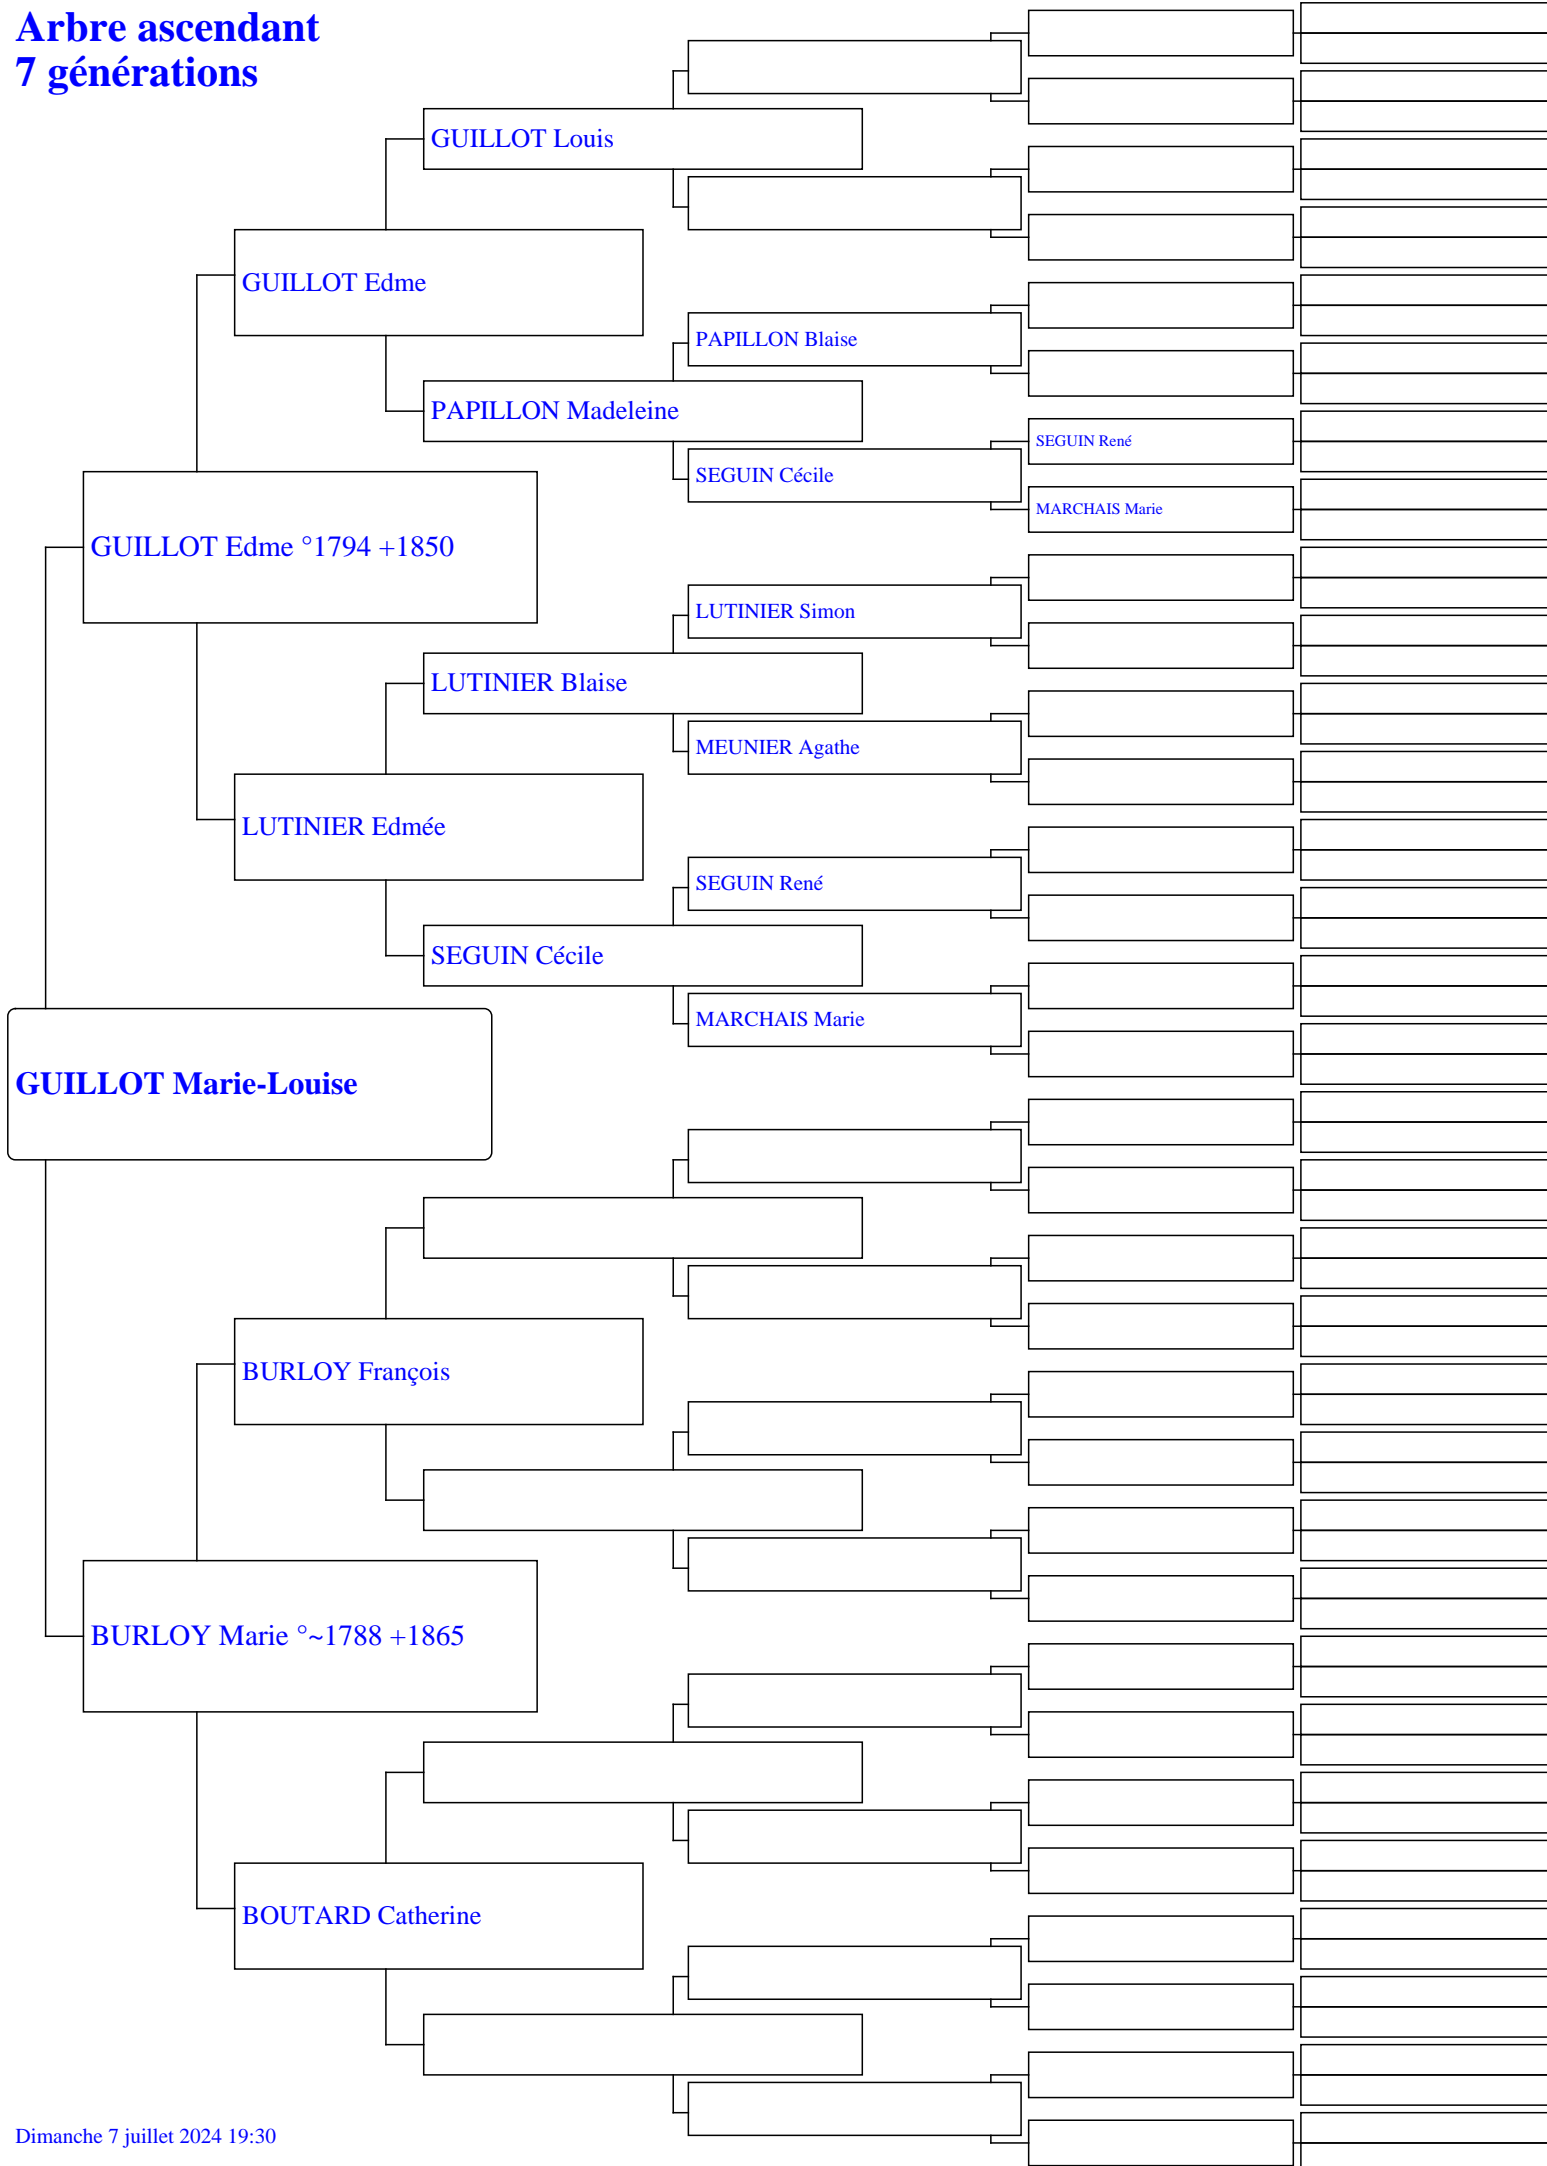 Arbre ascendant
7 générations
GUILLOT Louis
GUILLOT Edme
PAPILLON Blaise
PAPILLON Madeleine
SEGUIN René
SEGUIN Cécile
MARCHAIS Marie
GUILLOT Edme °1794 +1850
LUTINIER Simon
LUTINIER Blaise
MEUNIER Agathe
LUTINIER Edmée
SEGUIN René
SEGUIN Cécile
MARCHAIS Marie
GUILLOT Marie-Louise
BURLOY François
BURLOY Marie °~1788 +1865
BOUTARD Catherine
Dimanche 7 juillet 2024 19:30